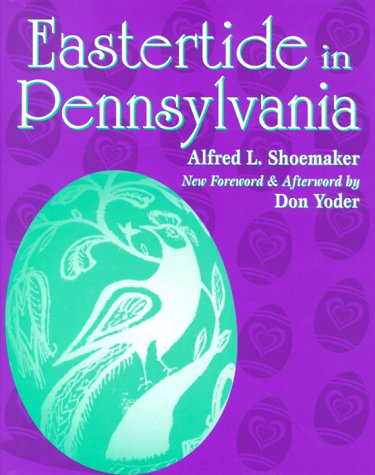 Eastertide in
Pennsylvania
Alfred L. Shoemaker
New Foreword & Afterword by
Don Yoder